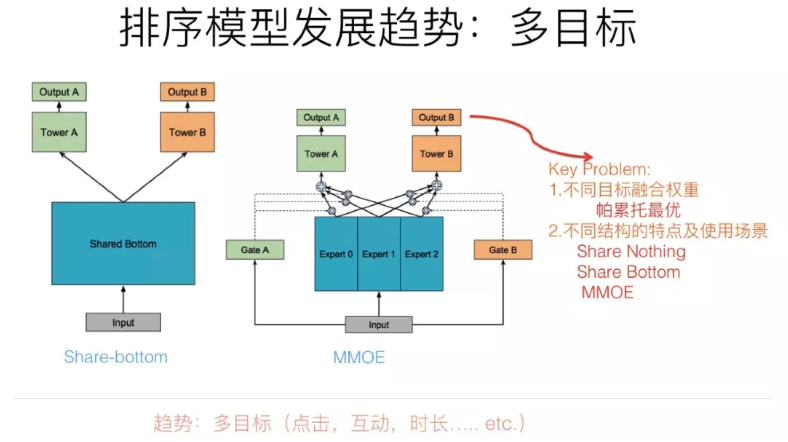 排序模型发展趋势：多目标
Output A
Output B
Tower A
Tower B
Shared Bottom
Input
Share-bottom
Output A
Output B
Tower A
Tower B
Gate A
Expert 0
Expert 1
Expert 2
Gate B
Input
MMOE
Key Problem:
1.不同目标融合权重
帕累托最优
2.不同结构的特点及使用场景
Share Nothing
Share Bottom
MMOE
趋势：多目标（点击，互动，时长..... etc.）